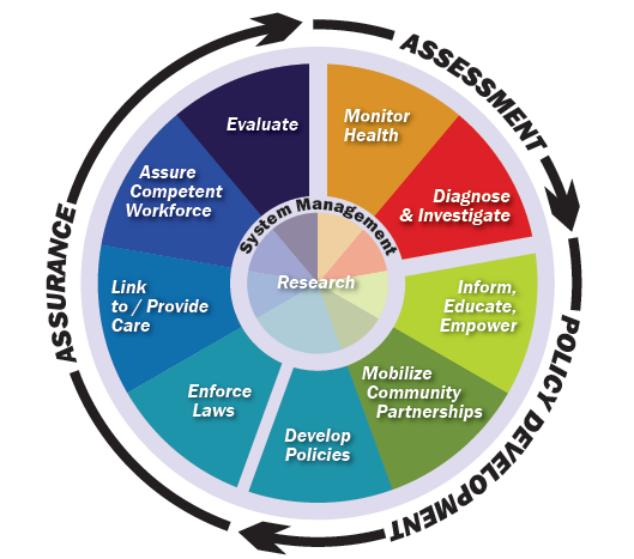 ASSESSMENT
Monitor
Health
Diagnose
& Investigate
POLICY DEVELOPMENT
Inform,
Educate,
Empower
Mobilize
Community
Partnerships
Develop
Policies
ASSURANCE
Enforce
Laws
Link
to / Provide
Care
Assure
Competent
Workforce
Evaluate
System Management
Research